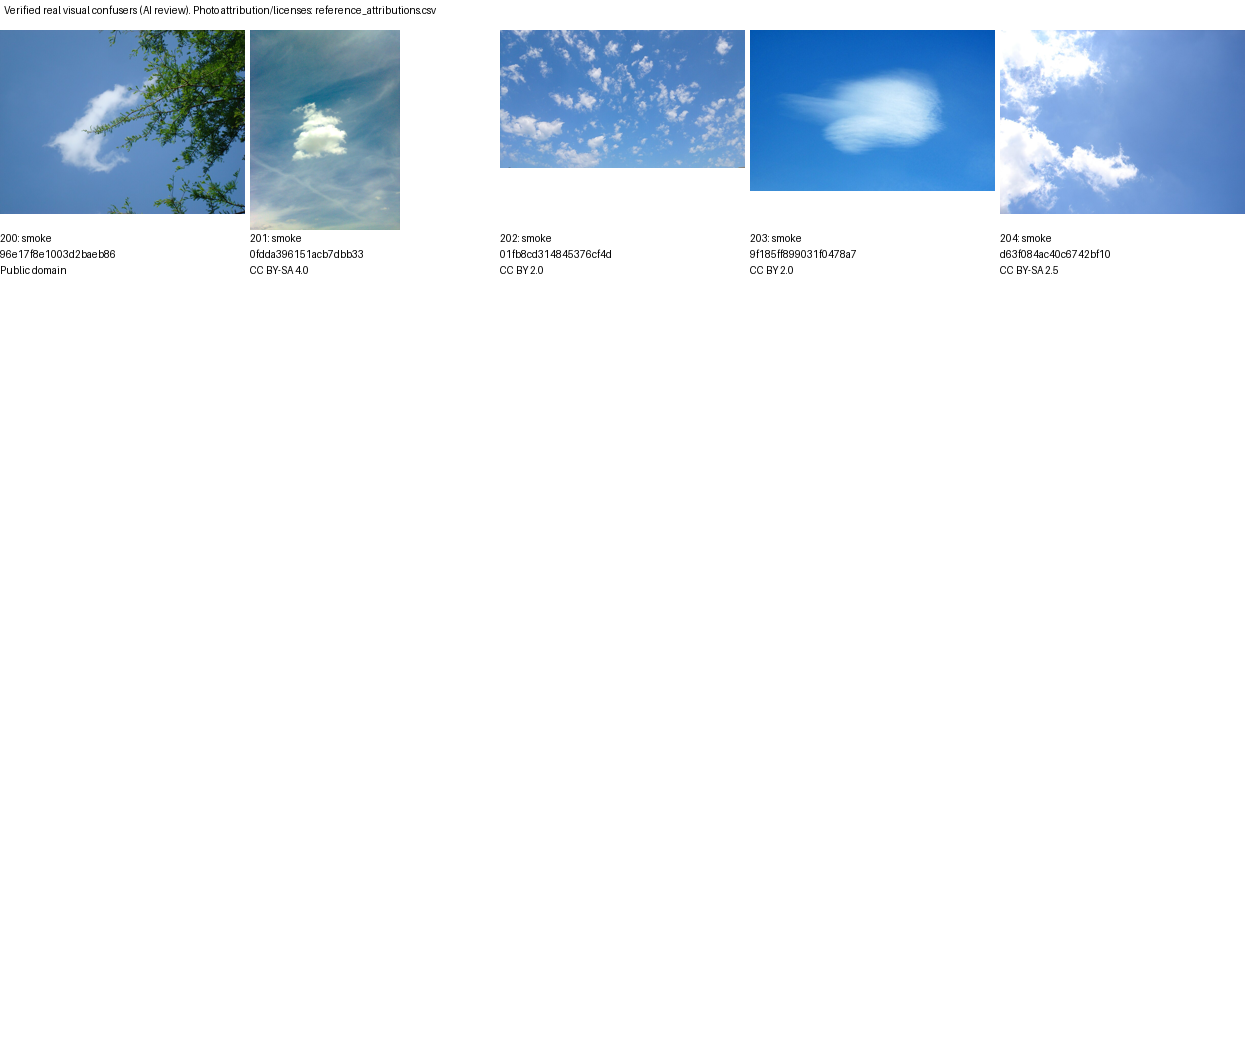 Verified real visual confusers (AI review). Photo attribution/licenses: reference_attributions.csv
200: smoke
96e17f8e1003d2baeb86
Public domain
201: smoke
0fdda396151acb7dbb33
CC BY-SA 4.0
202: smoke
01fb8cd314845376cf4d
CC BY 2.0
203: smoke
9f185ff899031f0478a7
CC BY 2.0
204: smoke
d63f084ac40c6742bf10
CC BY-SA 2.5